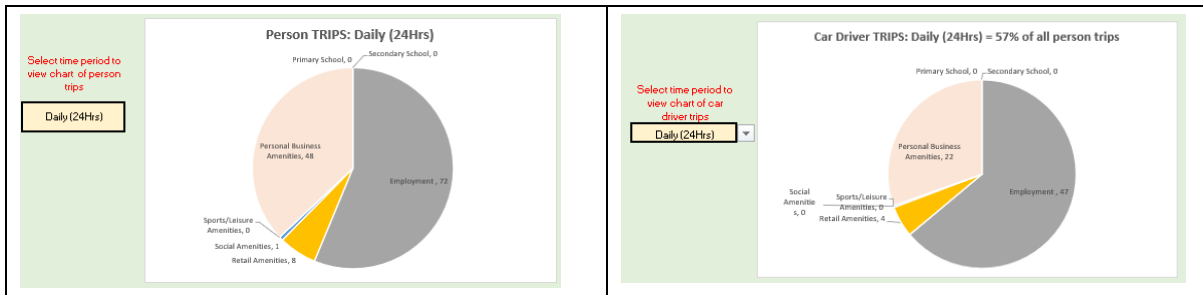 Person TRIPS: Daily (24Hrs)
Select time period to
view chart of person
trips
Daily (24Hrs)
Primary School, 0
Secondary School, 0
Personal Business
Amenities, 48
Employment , 72
Sports/Leisure
Amenities, 0
Social Amenities, 1
Retail Amenities, 8
Car Driver TRIPS: Daily (24Hrs) = 57% of all person trips
Select time period to
view chart of car
driver trips
Daily (24Hrs)
Primary School, 0
Secondary School, 0
Personal Business
Amenities, 22
Employment , 47
Social
Amenitie
s, 0
Sports/Leisure
Amenities, 0
Retail Amenities, 4